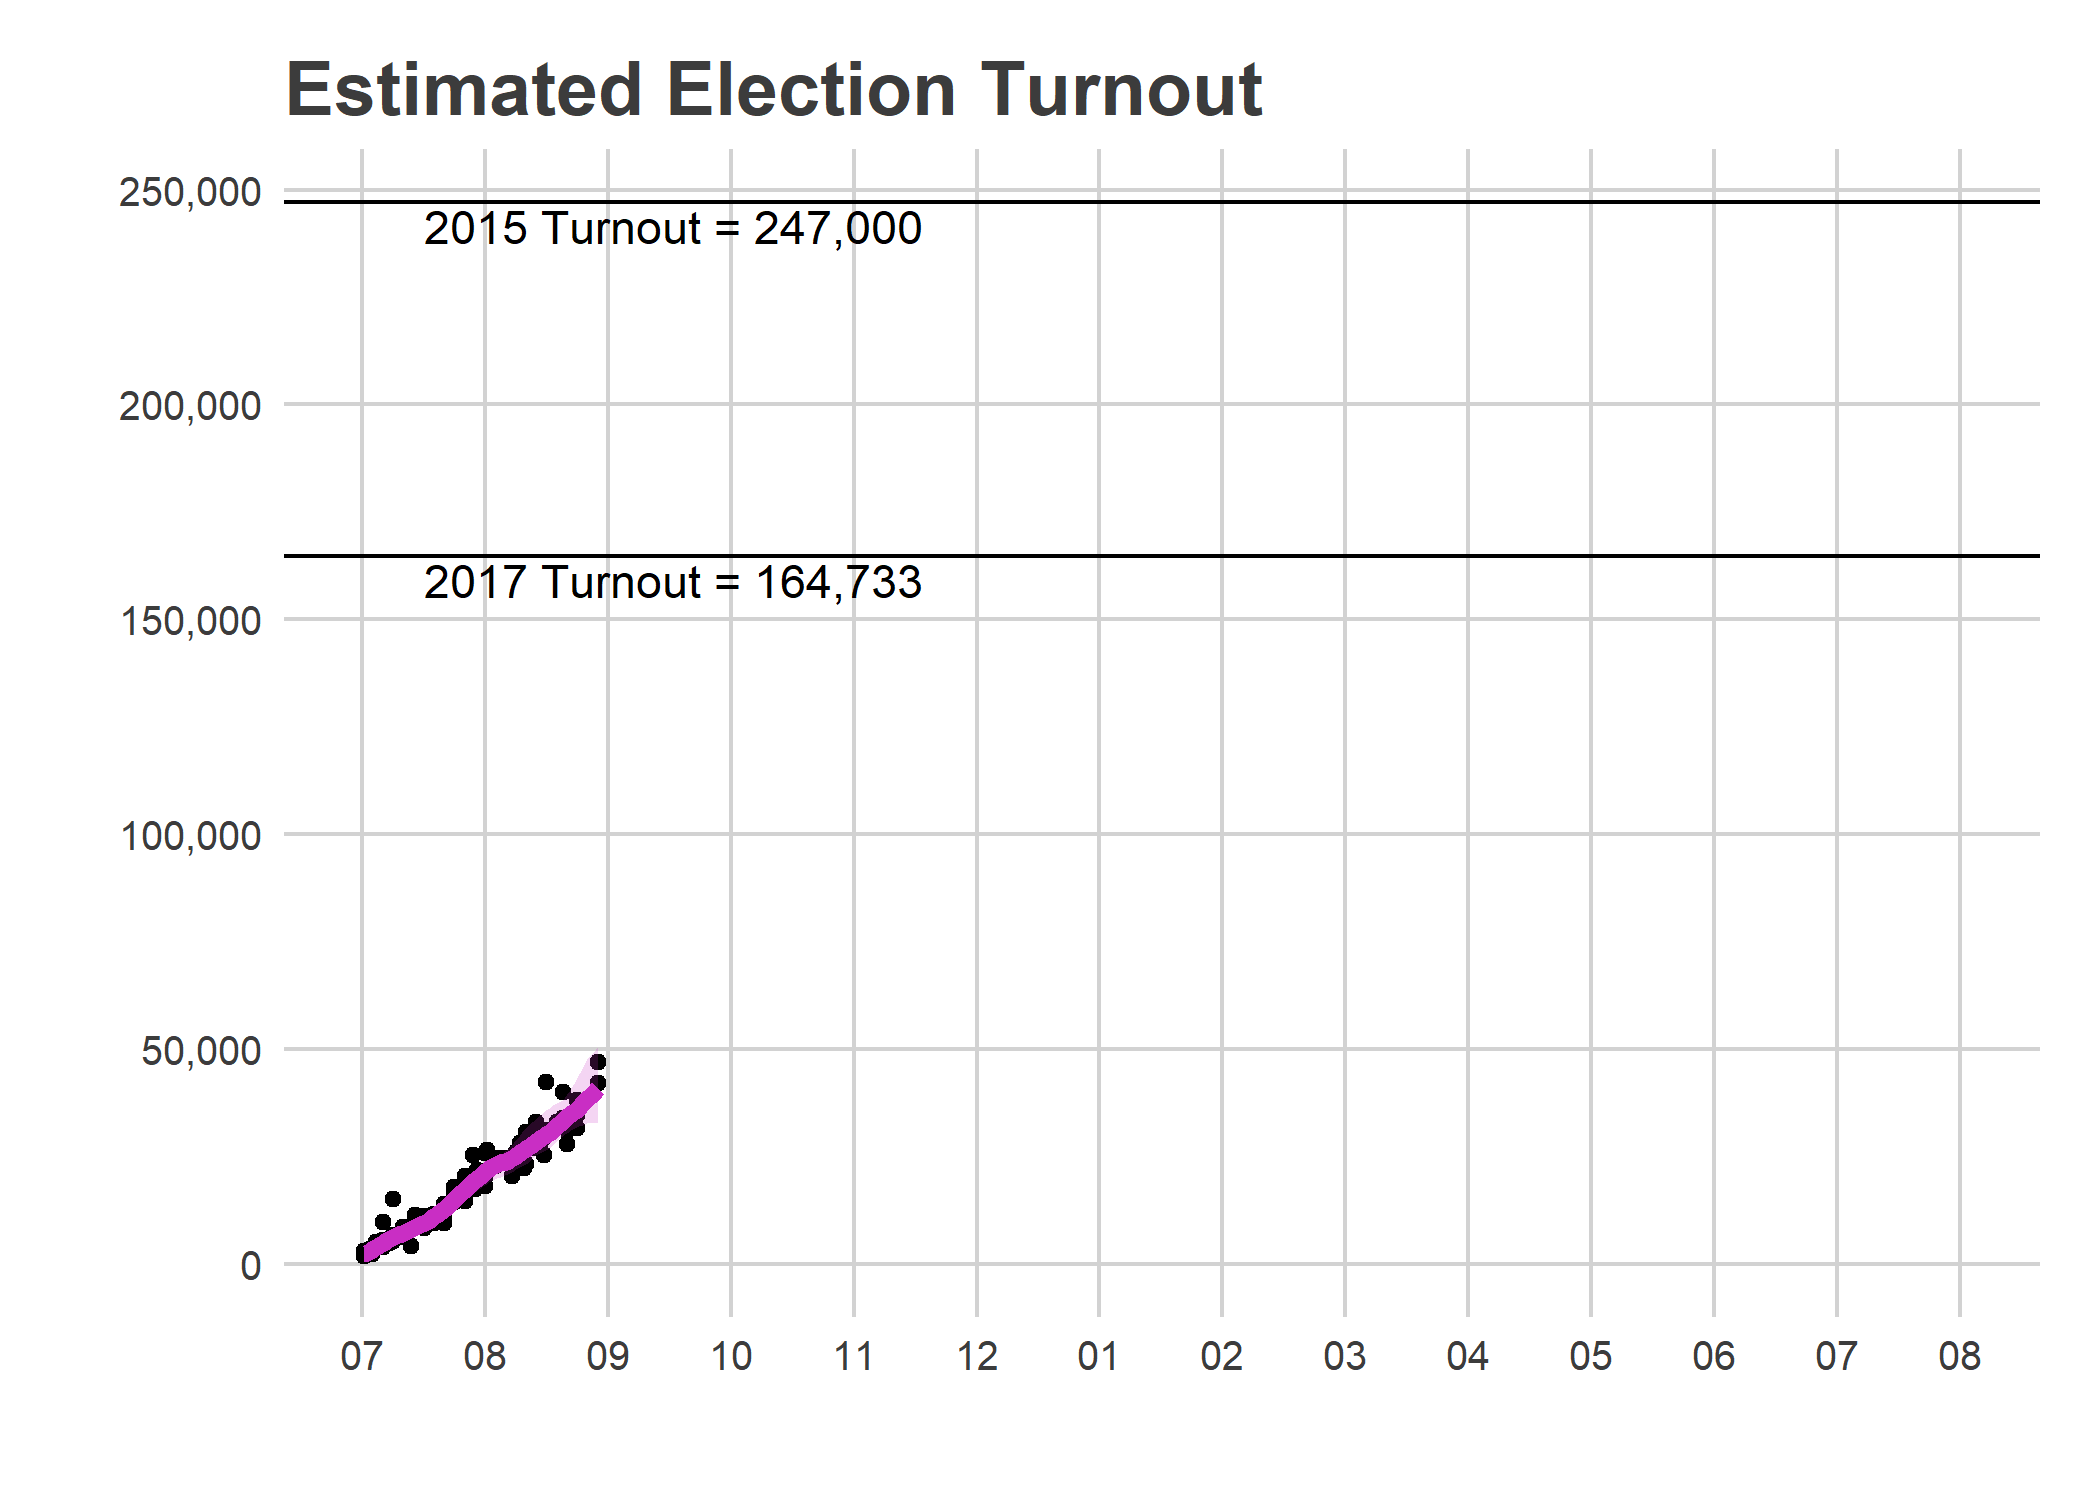 Estimated Election Turnout
250,000
2015 Turnout = 247,000
200,000
2017 Turnout = 164,733
150,000
100,000
50,000
0
07 08 09 10 11 12 01 02 03 04 05 06 07 08